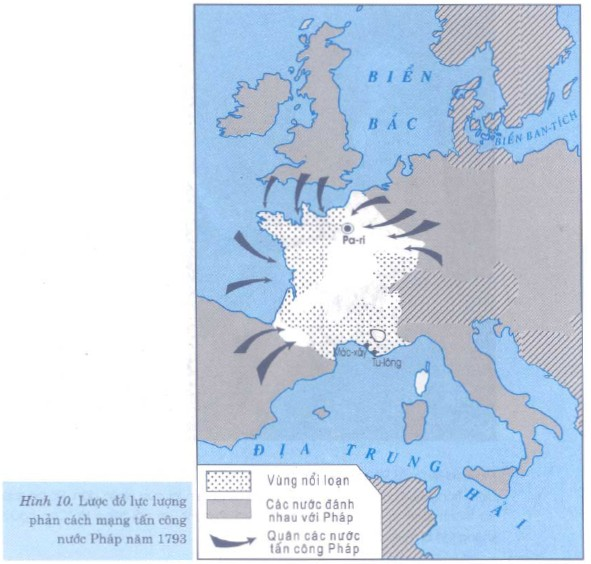 BIỂN
BẮC
BIỂN BAN-TÍCH
Pa-ri
Mác-xây
Tu-lông
ĐỊA TRUNG HẢI
Vùng nổi loạn
Các nước đánh
nhau với Pháp
Quân các nước
tấn công Pháp
Hình 10. Lược đồ lực lượng
phản cách mạng tấn công
nước Pháp năm 1793